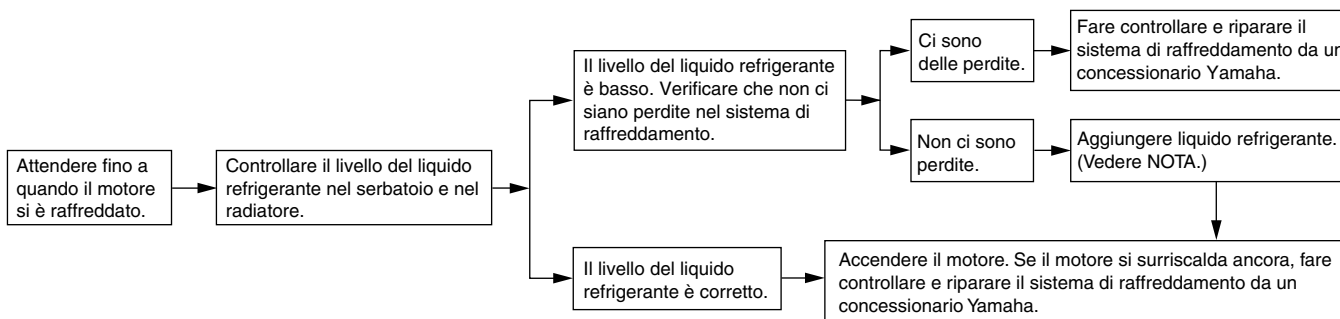 Attendere fino a
quando il motore
si è raffreddato.
Controllare il livello del liquido
refrigerante nel serbatoio e nel
radiatore.
Il livello del liquido refrigerante
è basso. Verificare che non ci
siano perdite nel sistema di
raffreddamento.
Ci sono
delle perdite.
Fare controllare e riparare il
sistema di raffreddamento da un
concessionario Yamaha.
Non ci sono
perdite.
Aggiungere liquido refrigerante.
(Vedere NOTA.)
Il livello del liquido
refrigerante è corretto.
Accendere il motore. Se il motore si surriscalda ancora, fare
controllare e riparare il sistema di raffreddamento da un
concessionario Yamaha.